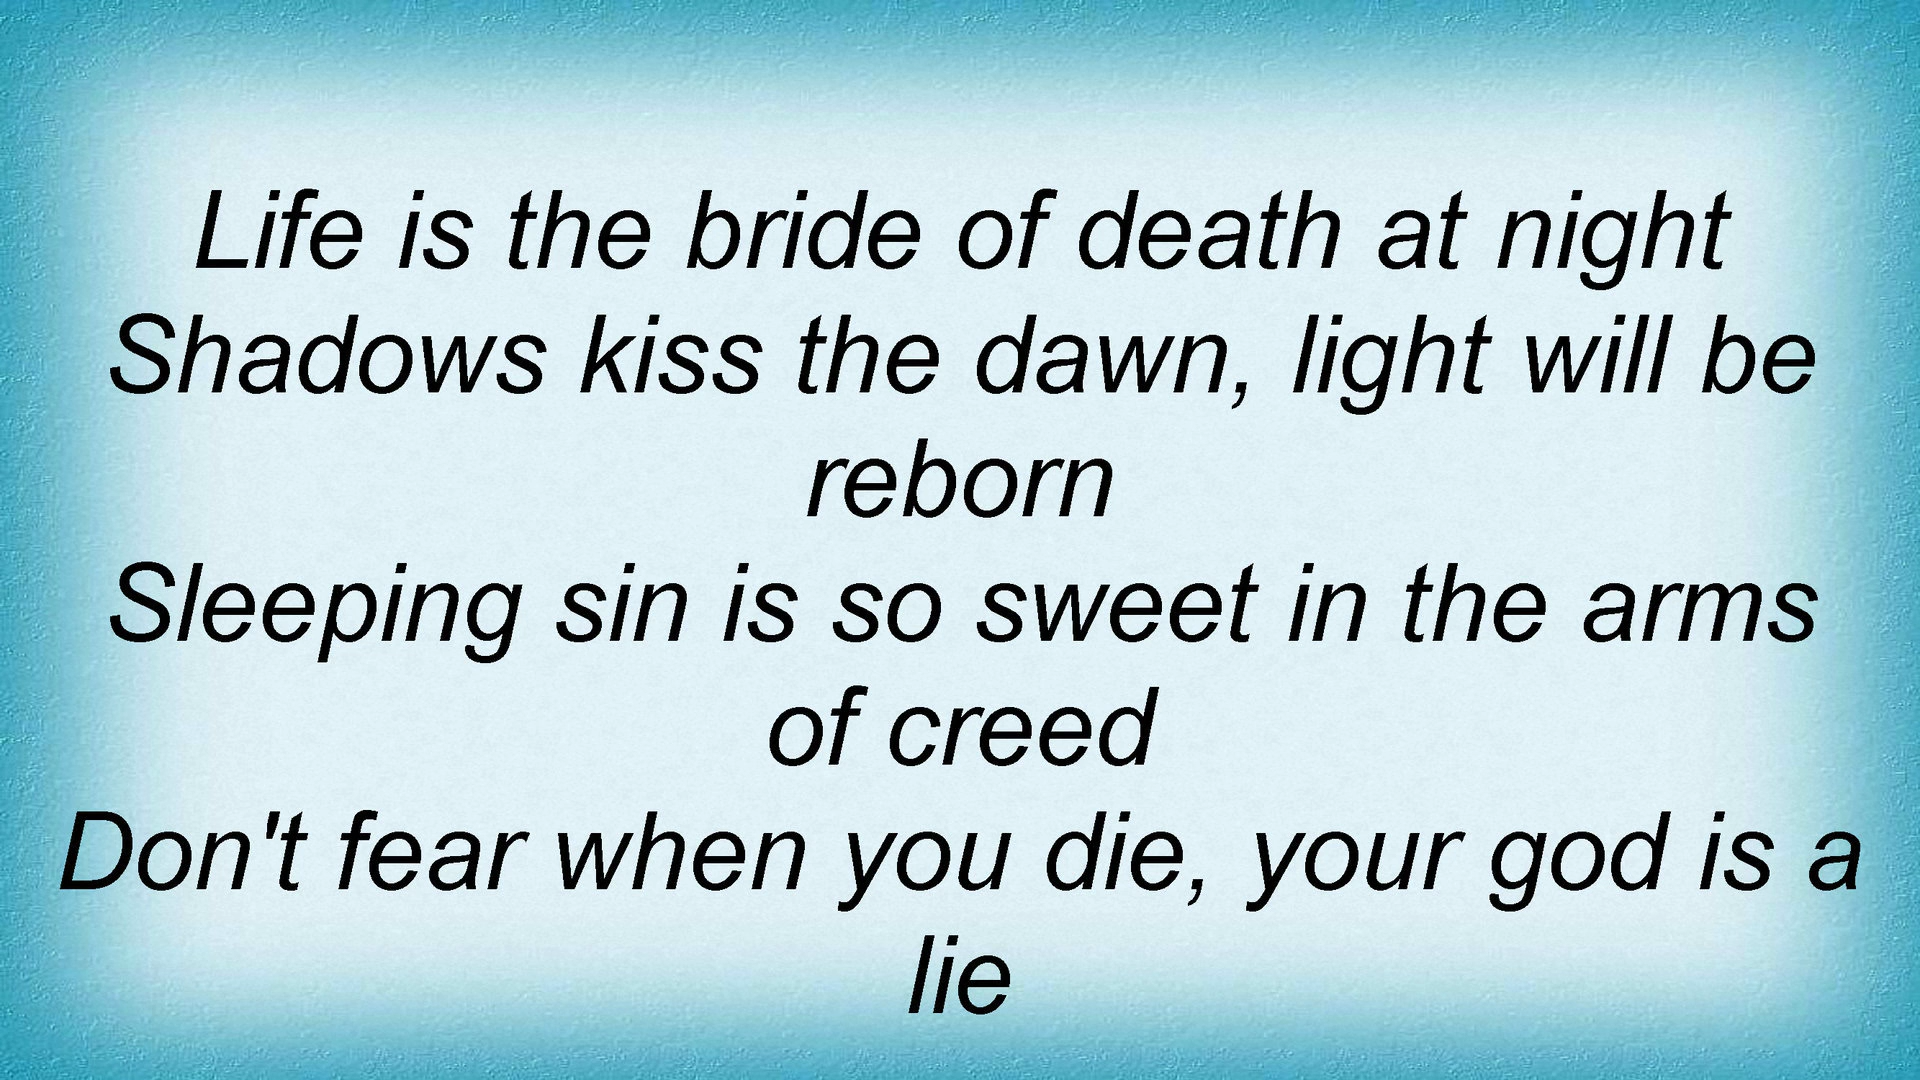 Life is the bride of death at night
Shadows kiss the dawn, light will be
reborn
Sleeping sin is so sweet in the arms
of creed
Don't fear when you die, your god is a
lie